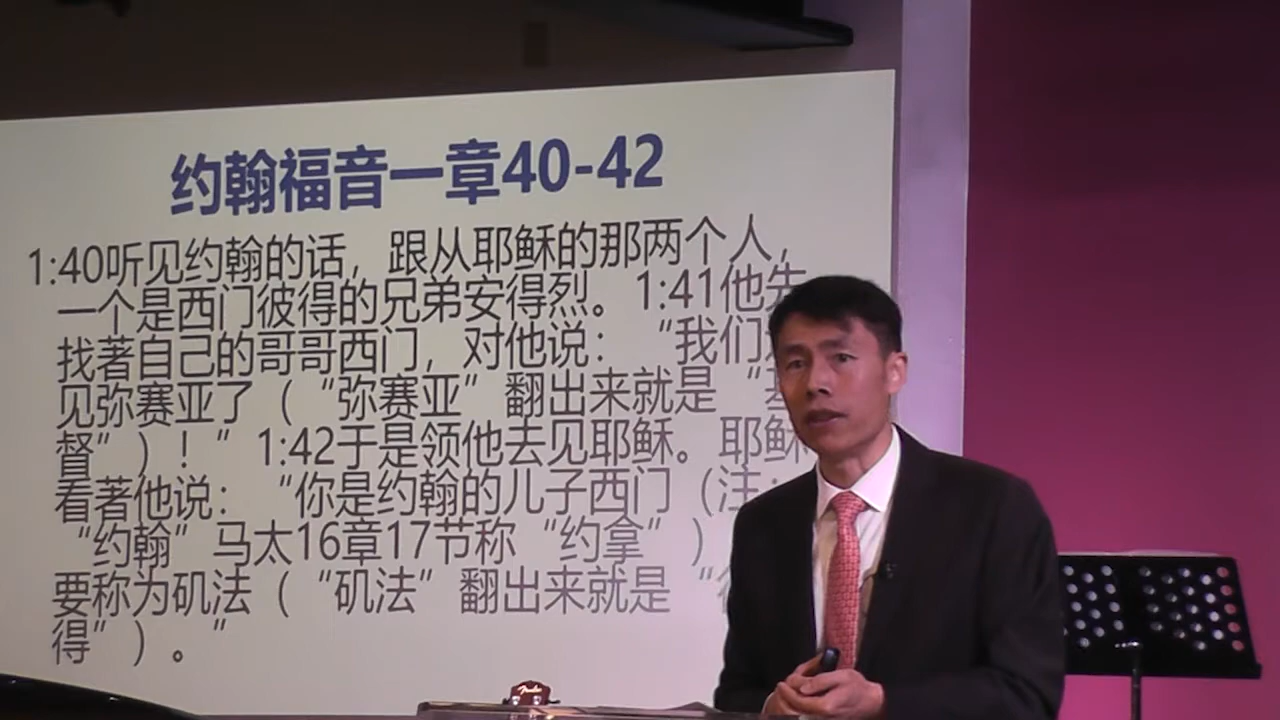 约翰福音一章40-42
1:40听见约翰的话，跟从耶稣的那两个人，
一个是西门彼得的兄弟安得烈。1:41他先
找著自己的哥哥西门，对他说：“我们
见弥赛亚了（“弥赛亚”翻出来就是“基
督”）！”1:42于是领他去见耶稣。耶稣
看著他说：“你是约翰的儿子西门（注：
“约翰”马太16章17节称“约拿”）
要称为矶法（“矶法”翻出来就是“
得”）。”
Fender